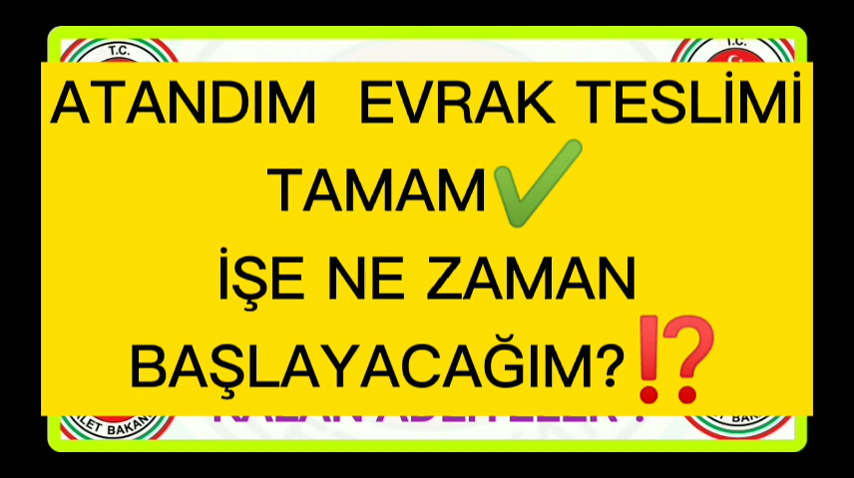 T.C.
T.C.
ATANDIM EVRAK TESLİMİ
TAMAM✔
İŞE NE ZAMAN
BAŞLAYACAĞIM?⁉